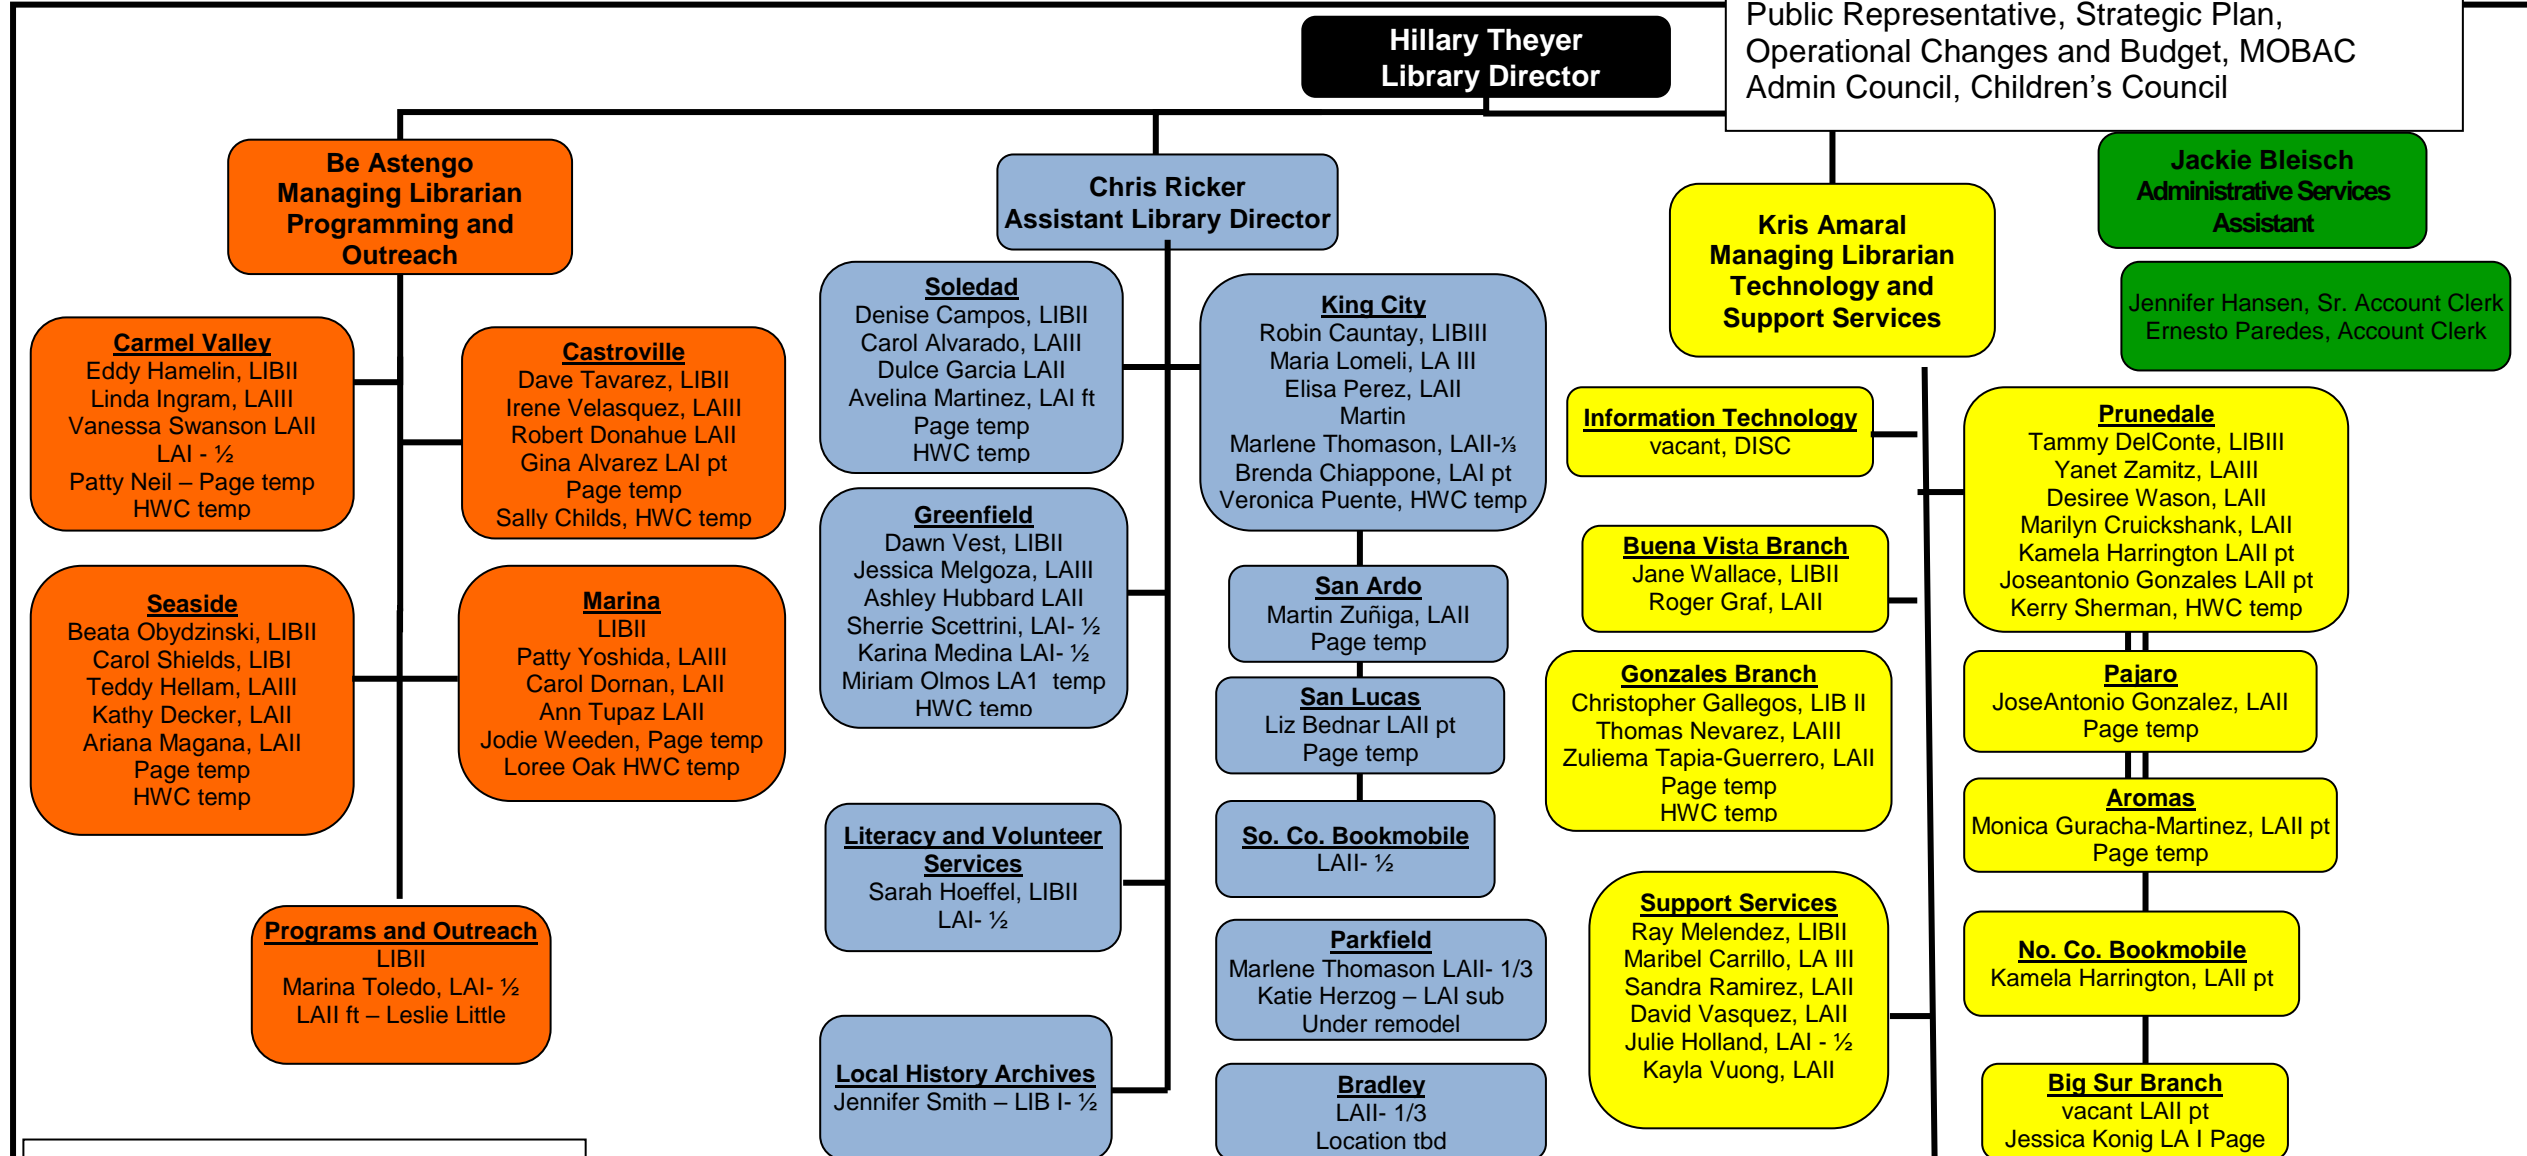 Public Representative, Strategic Plan,
Operational Changes and Budget, MOBAC
Admin Council, Children's Council
Hillary Theyer
Library Director
Be Astengo
Managing Librarian
Programming and
Outreach
Chris Ricker
Assistant Library Director
Kris Amaral
Managing Librarian
Technology and
Support Services
Jackie Bleisch
Administrative Services
Assistant
Jennifer Hansen, Sr. Account Clerk
Ernesto Paredes, Account Clerk
Carmel Valley
Eddy Hamelin, LIBII
Linda Ingram, LAIII
Vanessa Swanson LAII
LAI - ½
Patty Neil – Page temp
HWC temp
Castroville
Dave Tavarez, LIBII
Irene Velasquez, LAIII
Robert Donahue LAII
Gina Alvarez LAI pt
Page temp
Sally Childs, HWC temp
Seaside
Beata Obydzinski, LIBII
Carol Shields, LIBI
Teddy Hellam, LAIII
Kathy Decker, LAII
Ariana Magana, LAII
Page temp
HWC temp
Marina
LIBII
Patty Yoshida, LAIII
Carol Dornan, LAII
Ann Tupaz LAII
Jodie Weeden, Page temp
Loree Oak HWC temp
Programs and Outreach
LIBII
Marina Toledo, LAI- ½
LAII ft – Leslie Little
Soledad
Denise Campos, LIBII
Carol Alvarado, LAIII
Dulce Garcia LAII
Avelina Martinez, LAI ft
Page temp
HWC temp
Greenfield
Dawn Vest, LIBII
Jessica Melgoza, LAIII
Ashley Hubbard LAII
Sherrie Scettrini, LAI- ½
Karina Medina LAI- ½
Miriam Olmos LA1  temp
HWC temp
Literacy and Volunteer
Services
Sarah Hoeffel, LIBII
LAI- ½
Local History Archives
Jennifer Smith – LIB I- ½
King City
Robin Cauntay, LIBIII
Maria Lomeli, LA III
Elisa Perez, LAII
Martin
Marlene Thomason, LAII-⅓
Brenda Chiappone, LAI pt
Veronica Puente, HWC temp
San Ardo
Martin Zuñiga, LAII
Page temp
San Lucas
Liz Bednar LAII pt
Page temp
So. Co. Bookmobile
LAII- ½
Parkfield
Marlene Thomason LAII- 1/3
Katie Herzog – LAI sub
Under remodel
Bradley
LAII- 1/3
Location tbd
Information Technology
vacant, DISC
Buena Vista Branch
Jane Wallace, LIBII
Roger Graf, LAII
Gonzales Branch
Christopher Gallegos, LIB II
Thomas Nevarez, LAIII
Zuliema Tapia-Guerrero, LAII
Page temp
HWC temp
Support Services
Ray Melendez, LIBII
Maribel Carrillo, LA III
Sandra Ramirez, LAII
David Vasquez, LAII
Julie Holland, LAI - ½
Kayla Vuong, LAII
Prunedale
Tammy DelConte, LIBIII
Yanet Zamitz, LAIII
Desiree Wason, LAII
Marilyn Cruickshank, LAII
Kamela Harrington LAII pt
Joseantonio Gonzales LAII pt
Kerry Sherman, HWC temp
Pajaro
JoseAntonio Gonzalez, LAII
Page temp
Aromas
Monica Guracha-Martinez, LAII pt
Page temp
No. Co. Bookmobile
Kamela Harrington, LAII pt
Big Sur Branch
vacant LAII pt
Jessica Konig LA I Page